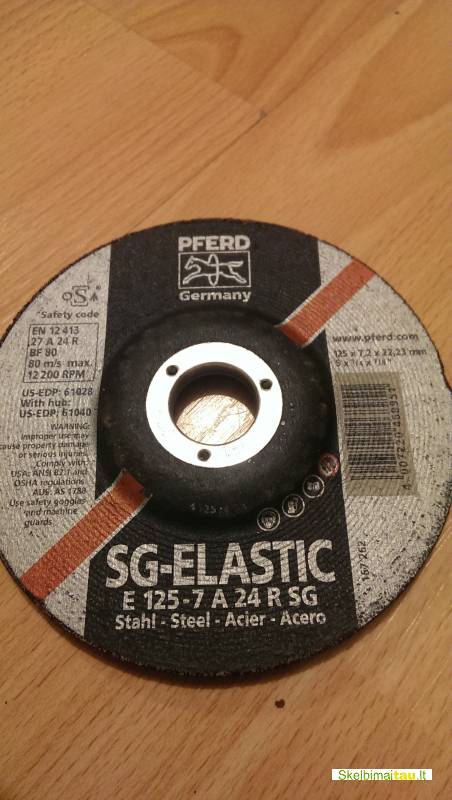 PFERD
Germany
oSA
Safety code
EN 12 413
27 A 24 R
BF 80
80 m/s max.
12 200 RPM
US-EDP: 61028
With hub:
US-EDP: 61040
WARNING:
Improper use may
cause property damage
or serious injuries.
Comply with
USA: ANSI B7.1 and
OSHA regulations
AUS: AS 1788
Use safety goggles
and machine
guards.
www.pferd.com
125 x 7,2 x 22,23 mm
SG-ELASTIC
E 125-7 A 24 R SG
Stahl - Steel - Acier - Acero
Skelbimaitau.lt